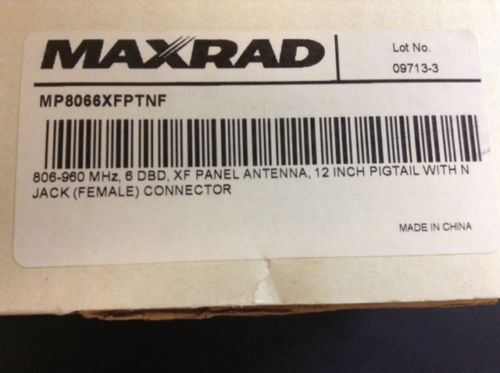 MAXRAD
Lot No.
09713-3
MP8066XFPTNF
806-960 MHz, 6 DBD, XF PANEL ANTENNA, 12 INCH PIGTAIL WITH N
JACK (FEMALE) CONNECTOR
MADE IN CHINA